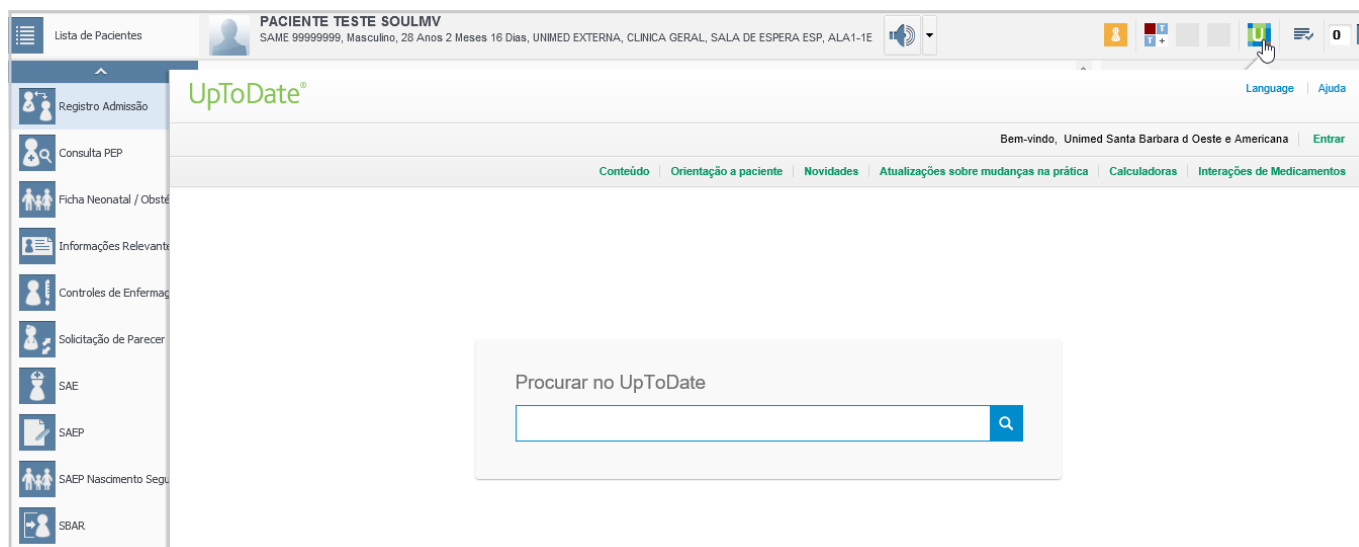 Lista de Pacientes
PACIENTE TESTE SOULMV
SAME 99999999, Masculino, 28 Anos 2 Meses 16 Dias, UNIMED EXTERNA, CLINICA GERAL, SALA DE ESPERA ESP, ALA1-1E
T
T +
U
0
UpToDate®
Language Ajuda
Bem-vindo, Unimed Santa Barbara d Oeste e Americana Entrar
Conteúdo Orientação a paciente Novidades Atualizações sobre mudanças na prática Calculadoras Interações de Medicamentos
Registro Admissão
Consulta PEP
Ficha Neonatal / Obsté
Informações Relevante
Controles de Enfermag
Solicitação de Parecer
SAE
SAEP
SAEP Nascimento Segu
SBAR
Procurar no UpToDate